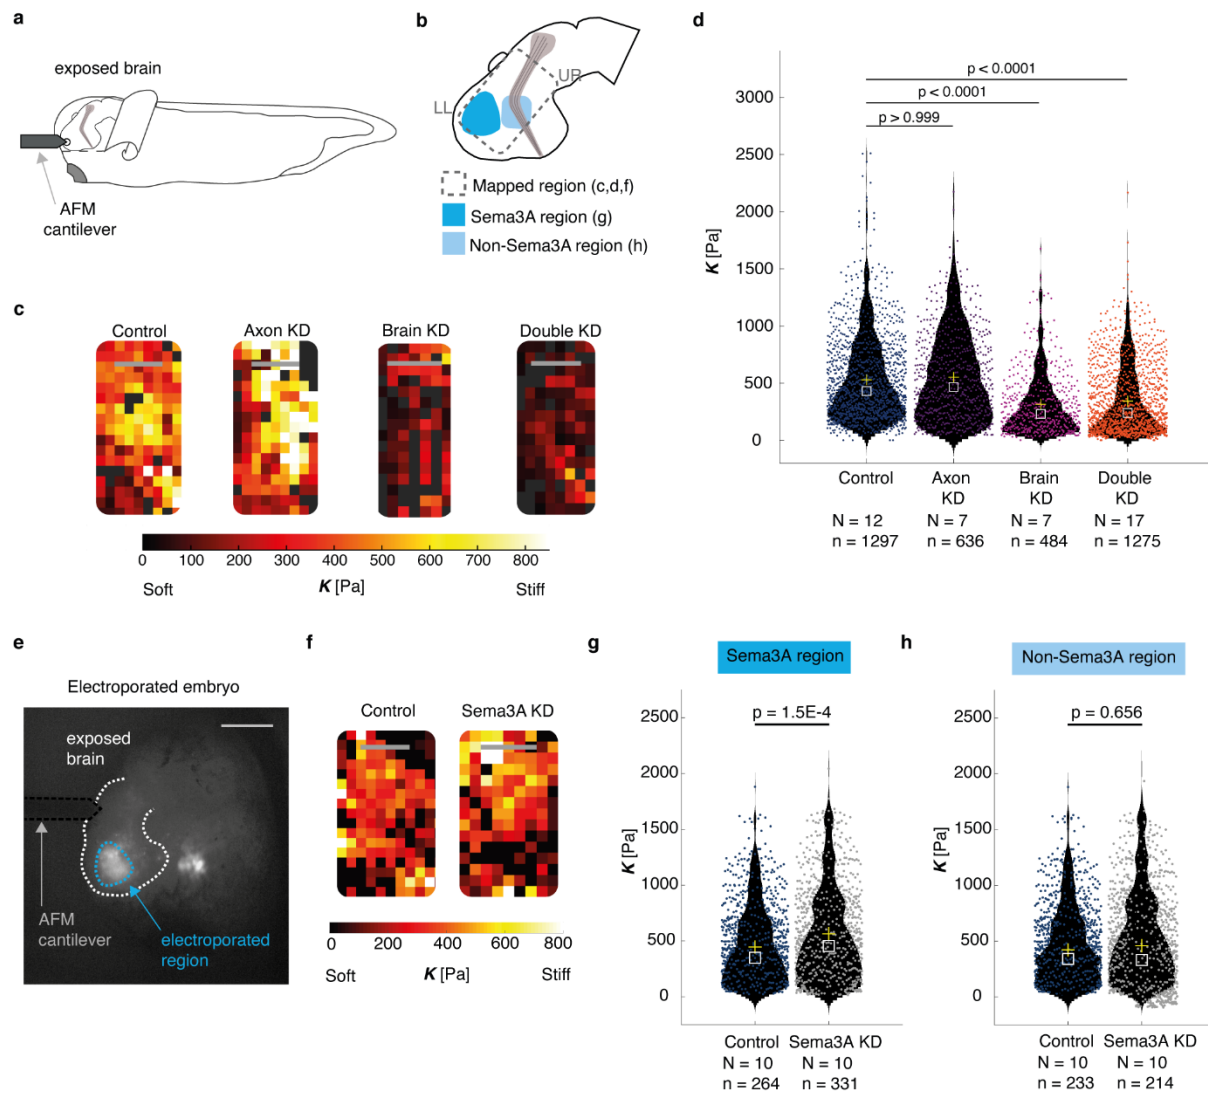 a
exposed brain
AFM
cantilever
b
UR
LL
Mapped region (c,d,f)
Sema3A region (g)
Non-Sema3A region (h)
c
Control
Axon KD
Brain KD
Double KD
0 100 200 300 400 500 600 700 800
Soft
K [Pa]
Stiff
d
p < 0.0001
p < 0.0001
p > 0.999
3000
2500
2000
1500
1000
500
0
K [Pa]
Control
Axon
KD
Brain
KD
Double
KD
N = 12
n = 1297
N = 7
n = 636
N = 7
n = 484
N = 17
n = 1275
e
Electroporated embryo
exposed
brain
AFM
cantilever
electroporated
region
f
Control
Sema3A KD
0 200 400 600 800
Soft
K [Pa]
Stiff
g
Sema3A region
p = 1.5E-4
2500
2000
1500
1000
500
0
K [Pa]
Control
N = 10
n = 264
Sema3A KD
N = 10
n = 331
h
Non-Sema3A region
p = 0.656
2500
2000
1500
1000
500
0
K [Pa]
Control
N = 10
n = 233
Sema3A KD
N = 10
n = 214